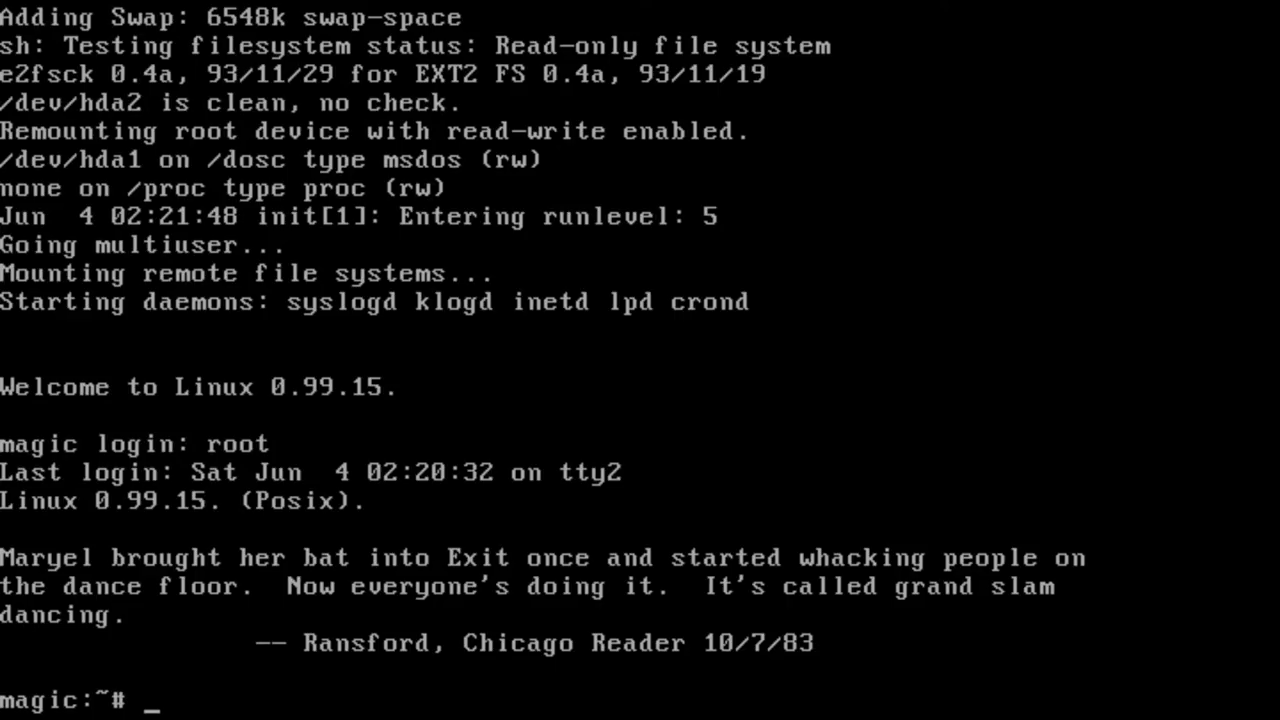 Adding Swap: 6548k swap-space
sh: Testing filesystem status: Read-only file system
e2fsck 0.4a, 93/11/29 for EXT2 FS 0.4a, 93/11/19
/dev/hda2 is clean, no check.
Remounting root device with read-write enabled.
/dev/hda1 on /dosc type msdos (rw)
none on /proc type proc (rw)
Jun  4 02:21:48 init[1]: Entering runlevel: 5
Going multiuser...
Mounting remote file systems...
Starting daemons: syslogd klogd inetd lpd crond
Welcome to Linux 0.99.15.
magic login: root
Last login: Sat Jun  4 02:20:32 on tty2
Linux 0.99.15. (Posix).
Maryel brought her bat into Exit once and started whacking people on
the dance floor.  Now everyone's doing it.  It's called grand slam
dancing.
-- Ransford, Chicago Reader 10/7/83
magic:~# _